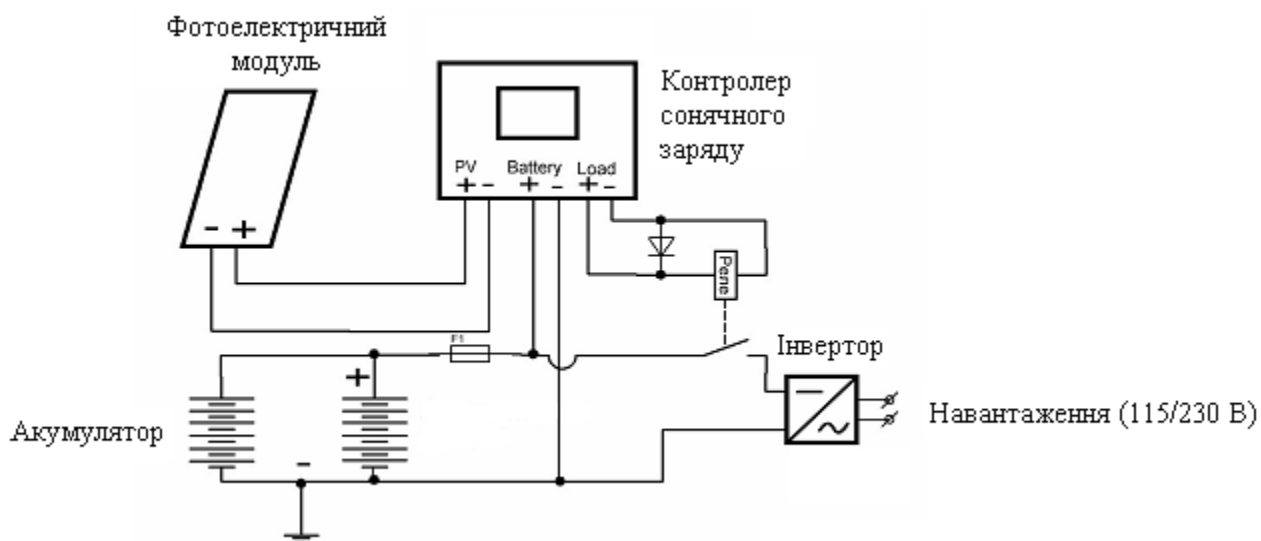 Фотоелектричний
модуль
Контролер
сонячного
заряду
PV Battery Load
+ - + - + -
- +
Реле
F1
Інвертор
+
Акумулятор
-
Навантаження (115/230 В)